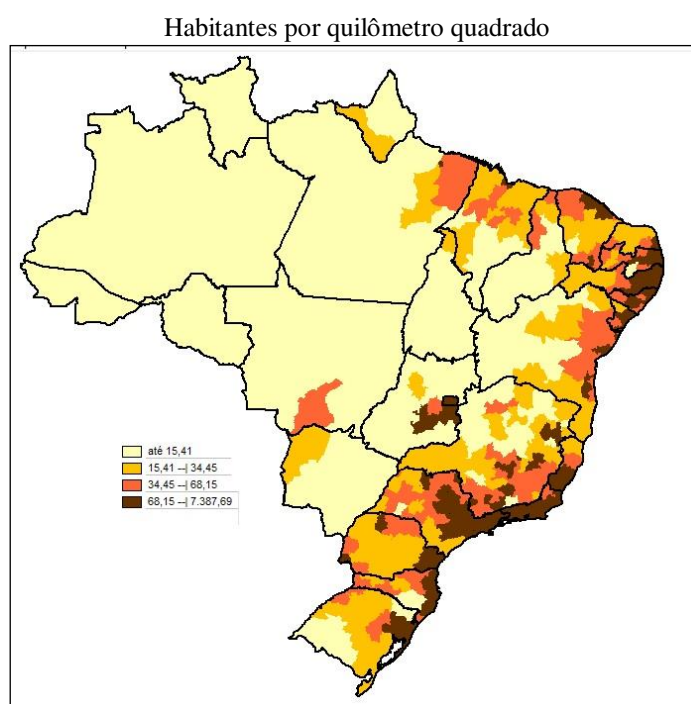 Habitantes por quilômetro quadrado
até 15,41
15,41 --| 34,45
34,45 --| 68,15
68,15 --| 7.387,69